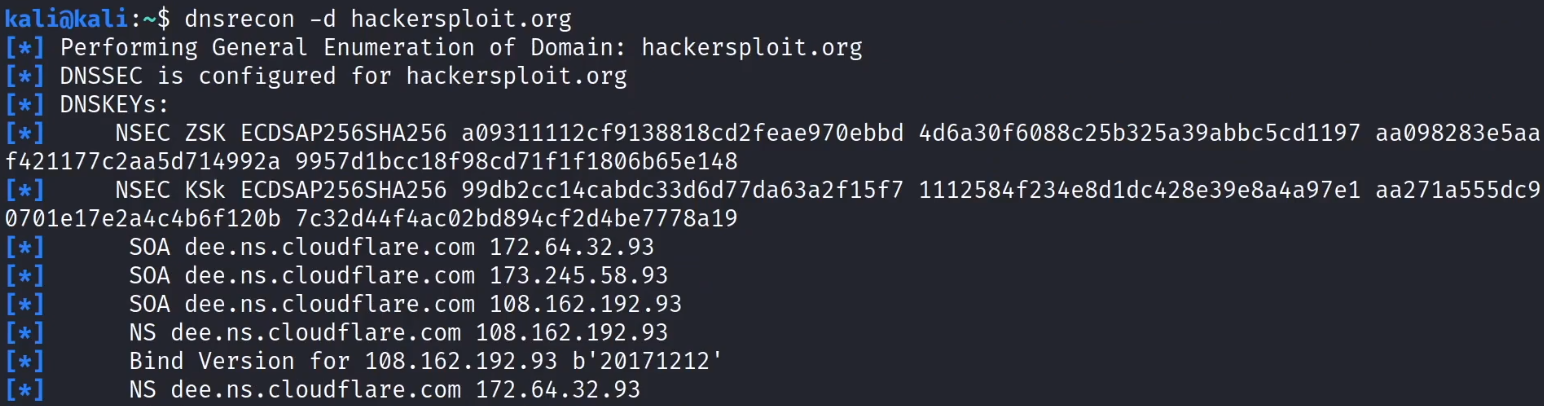 kali@kali:~$ dnsrecon -d hackersploit.org
[*] Performing General Enumeration of Domain: hackersploit.org
[*] DNSSEC is configured for hackersploit.org
[*] DNSKEYs:
[*]     NSEC ZSK ECDSAP256SHA256 a09311112cf9138818cd2feae970ebbd 4d6a30f6088c25b325a39abbc5cd1197 aa098283e5aa
f421177c2aa5d714992a 9957d1bcc18f98cd71f1f1806b65e148
[*]     NSEC KSk ECDSAP256SHA256 99db2cc14cabdc33d6d77da63a2f15f7 1112584f234e8d1dc428e39e8a4a97e1 aa271a555dc9
0701e17e2a4c4b6f120b 7c32d44f4ac02bd894cf2d4be7778a19
[*]      SOA dee.ns.cloudflare.com 172.64.32.93
[*]      SOA dee.ns.cloudflare.com 173.245.58.93
[*]      SOA dee.ns.cloudflare.com 108.162.192.93
[*]      NS dee.ns.cloudflare.com 108.162.192.93
[*]      Bind Version for 108.162.192.93 b'20171212'
[*]      NS dee.ns.cloudflare.com 172.64.32.93